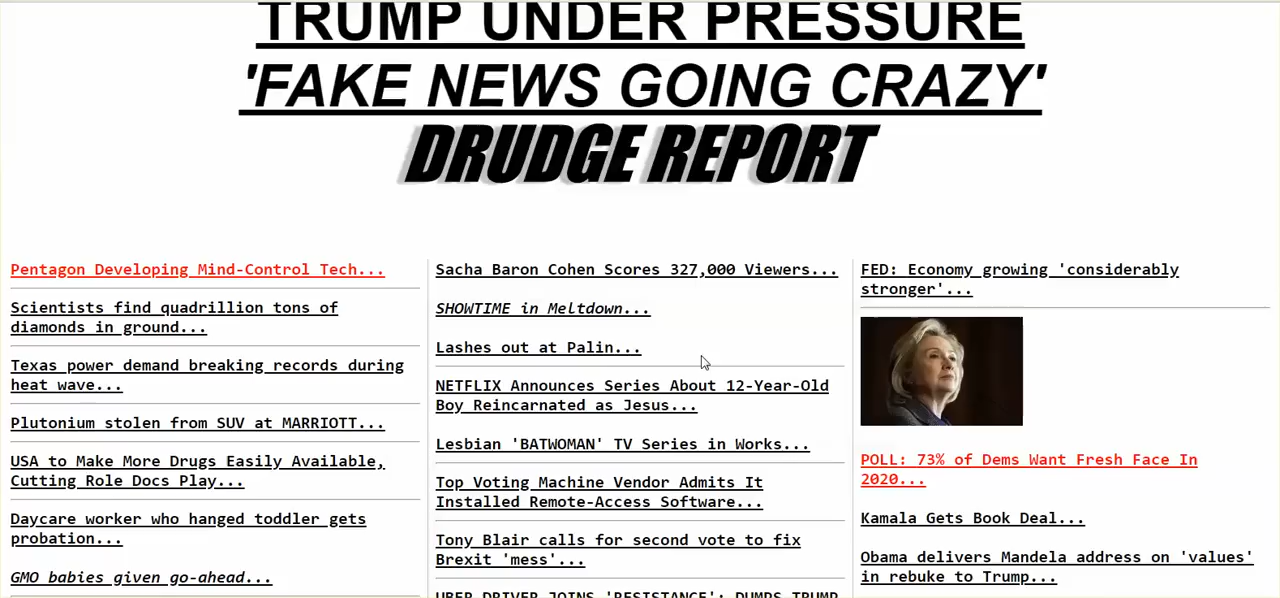 TRUMP UNDER PRESSURE
'FAKE NEWS GOING CRAZY'
DRUDGE REPORT
Pentagon Developing Mind-Control Tech...
Scientists find quadrillion tons of
diamonds in ground...
Texas power demand breaking records during
heat wave...
Plutonium stolen from SUV at MARRIOTT...
USA to Make More Drugs Easily Available,
Cutting Role Docs Play...
Daycare worker who hanged toddler gets
probation...
GMO babies given go-ahead...
Sacha Baron Cohen Scores 327,000 Viewers...
SHOWTIME in Meltdown...
Lashes out at Palin...
NETFLIX Announces Series About 12-Year-Old
Boy Reincarnated as Jesus...
Lesbian 'BATWOMAN' TV Series in Works...
Top Voting Machine Vendor Admits It
Installed Remote-Access Software...
Tony Blair calls for second vote to fix
Brexit 'mess'...
UBER DRIVER JOINS 'RESISTANCE'; DUMPS TRUMP
FED: Economy growing 'considerably
stronger'...
POLL: 73% of Dems Want Fresh Face In
2020...
Kamala Gets Book Deal...
Obama delivers Mandela address on 'values'
in rebuke to Trump...